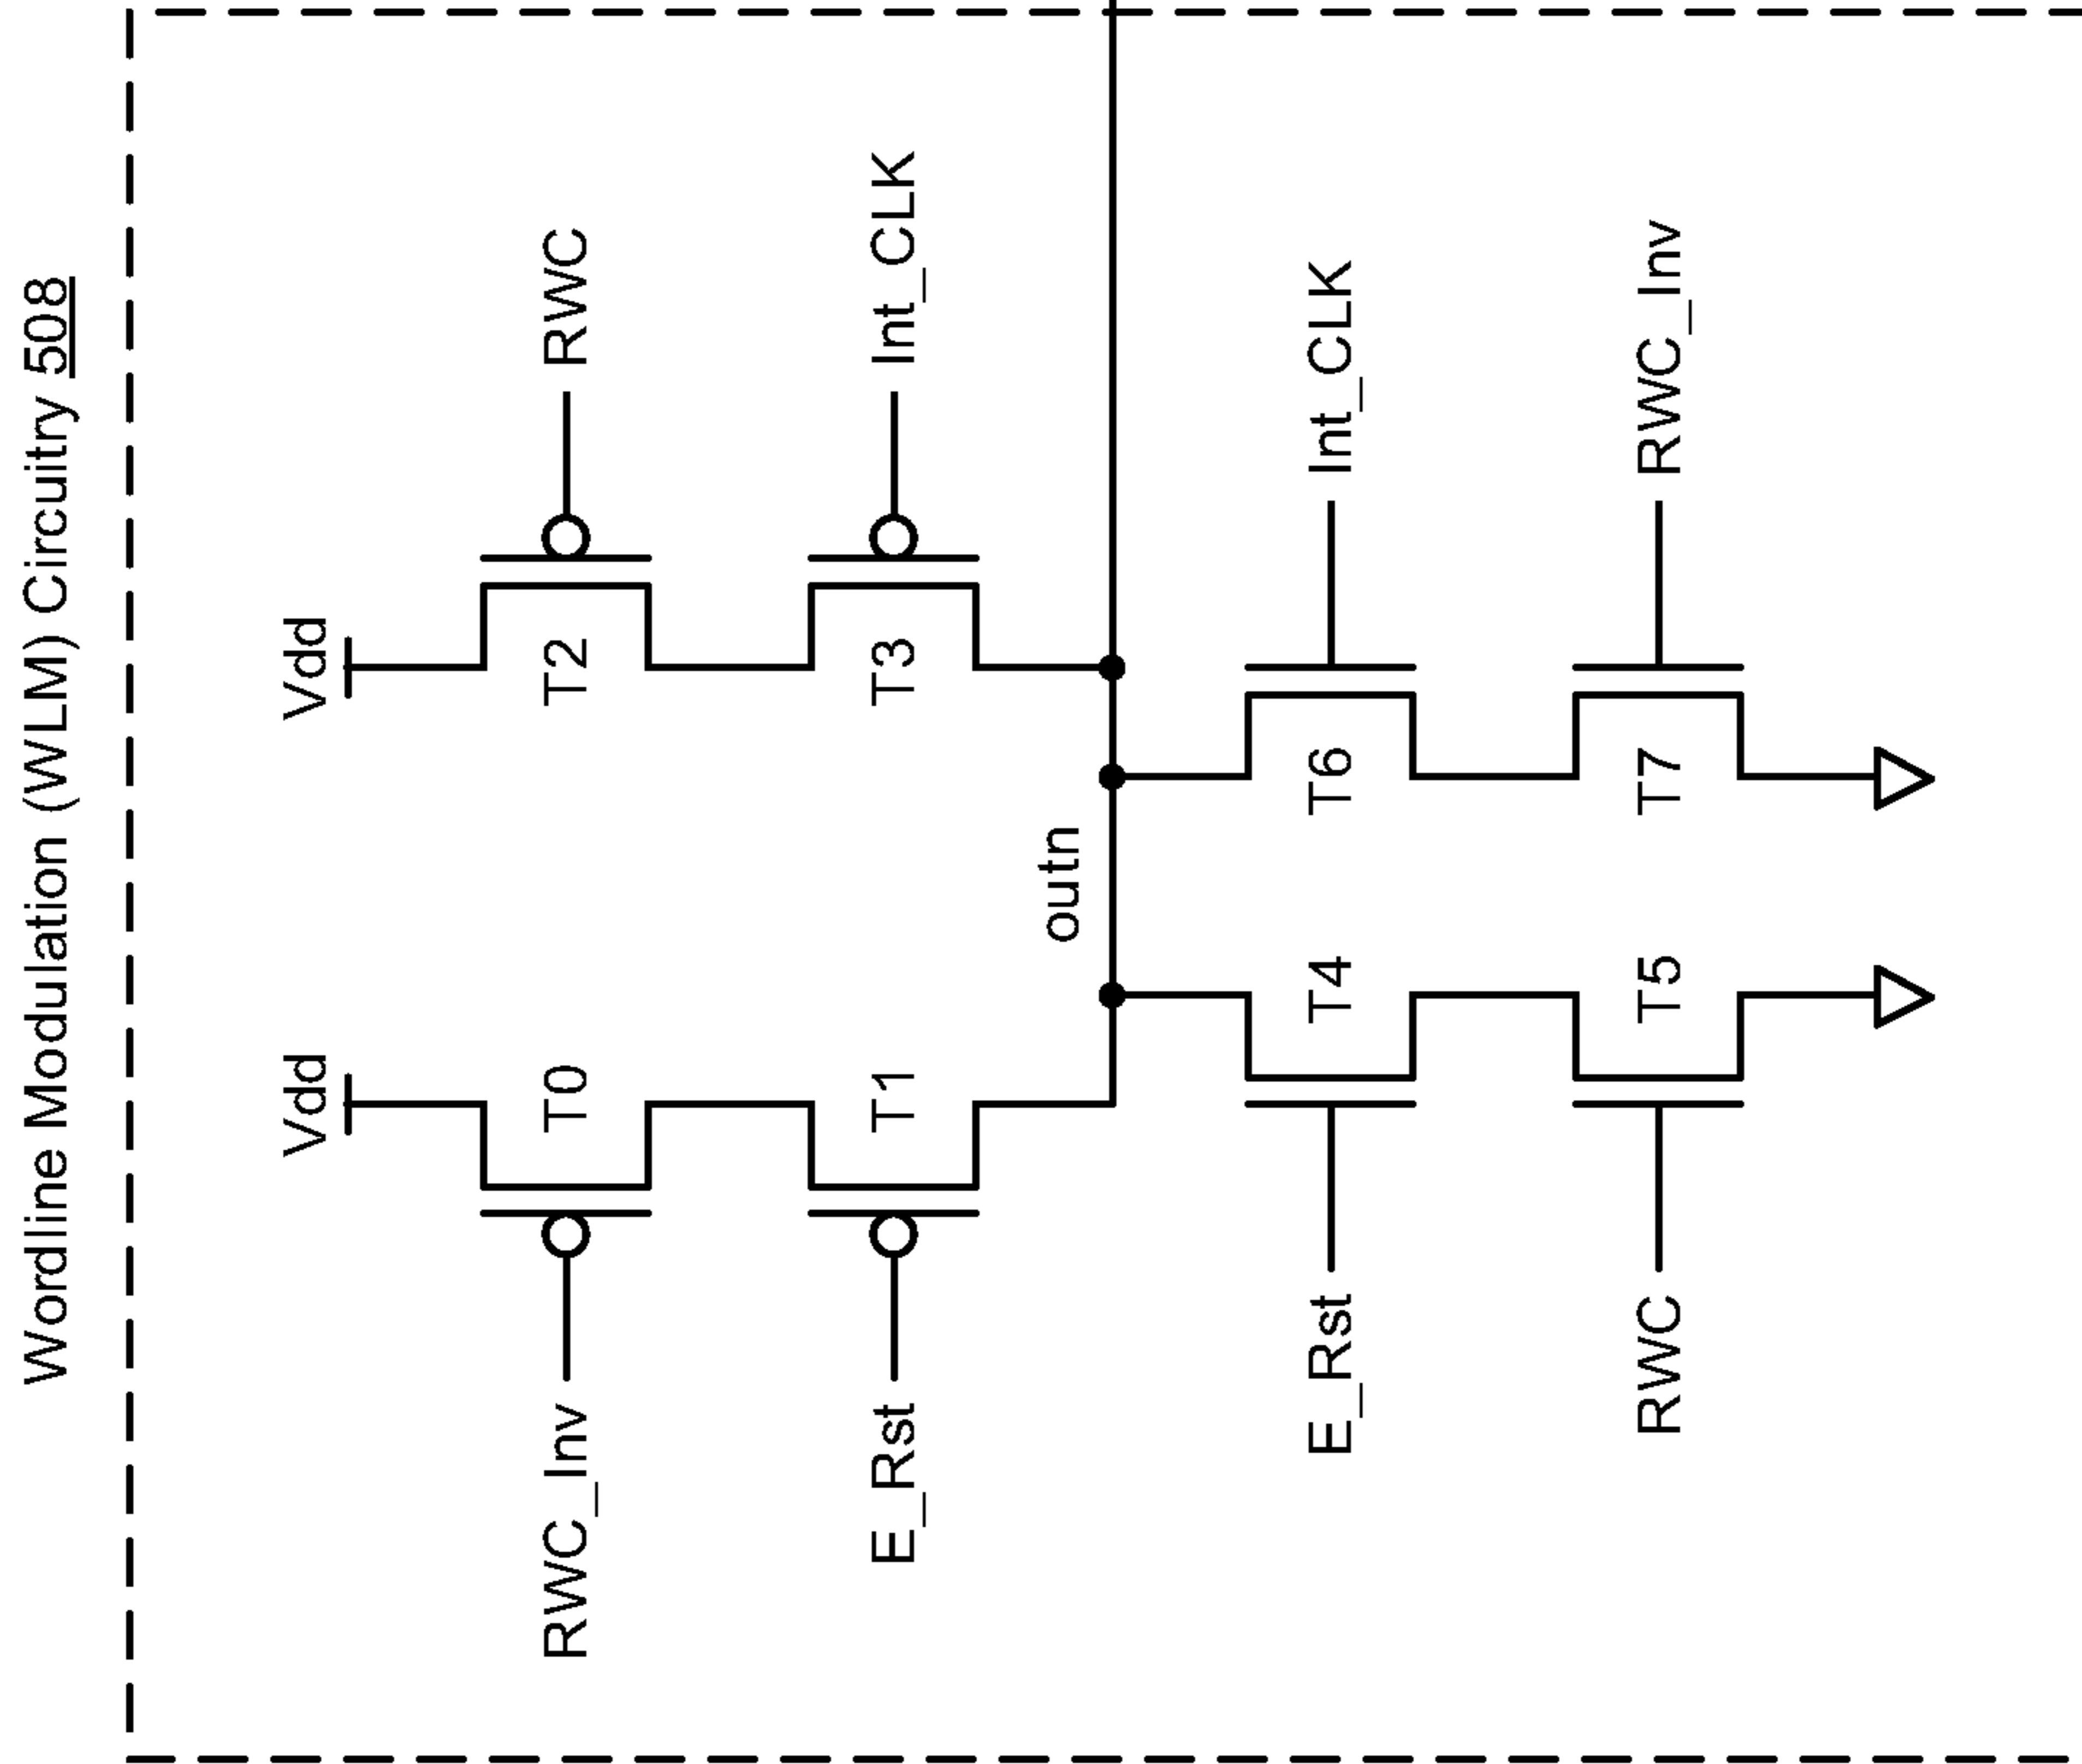 Wordline Modulation (WLM) Circuitry 508
Vdd
Vdd
RWC_Inv
T0
T2
RWC
E_Rst
T1
T3
Int_CLK
outn
E_Rst
T4
T6
Int_CLK
RWC
T5
T7
RWC_Inv